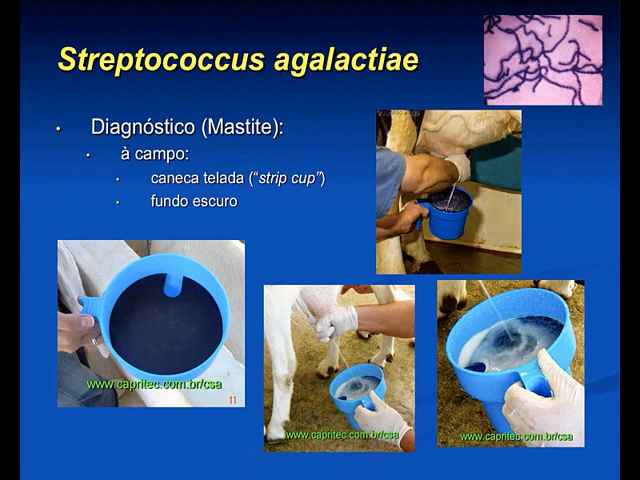 Streptococcus agalactiae
• Diagnóstico (Mastite):
• à campo:
• caneca telada ("strip cup")
• fundo escuro
www.capritec.com.br/csa
11
www.capritec.com.br/csa
www.capritec.com.br/csa